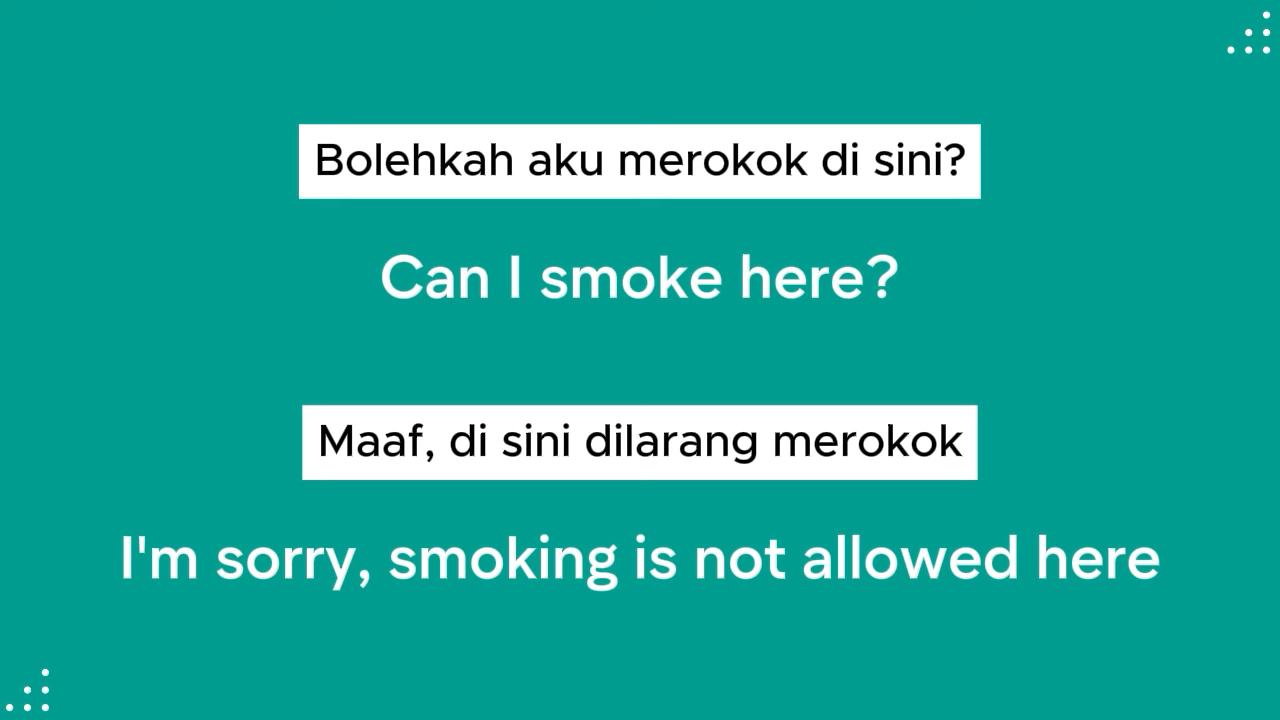 Bolehkah aku merokok di sini?
Can I smoke here?
Maaf, di sini dilarang merokok
I'm sorry, smoking is not allowed here